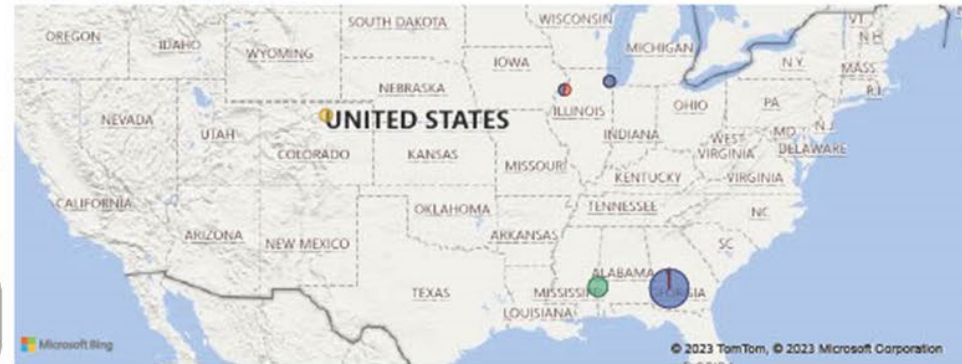 SOUTH DAKOTA
WISCONSIN
VT
OREGON
IDAHO
WYOMING
MICHIGAN
NH
IOWA
N.Y.
MASS
NEBRASKA
R.I.
ILLINOIS
OHIO
PA
NEVADA
UNITED STATES
UTAH
INDIANA
WEST VIRGINIA
MD
N.J.
DELAWARE
COLORADO
KANSAS
MISSOURI
KENTUCKY
VIRGINIA
CALIFORNIA
OKLAHOMA
TENNESSEE
NC
ARIZONA
NEW MEXICO
ARKANSAS
SC
ALABAMA
TEXAS
MISSISSIPPI
GEORGIA
LOUISIANA
Microsoft Bing
© 2023 TomTom, © 2023 Microsoft Corporation